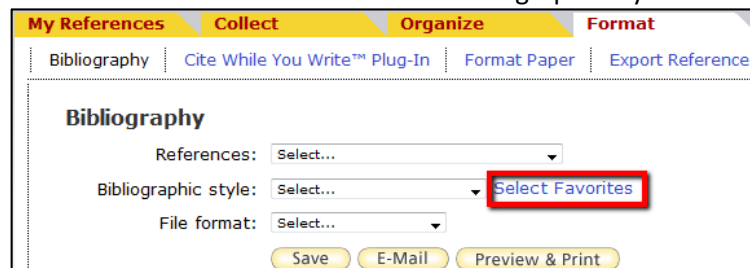 My References Collect Organize Format
Bibliography Cite While You Write™ Plug-In Format Paper Export Reference
Bibliography
References: Select...
Bibliographic style: Select... Select Favorites
File format: Select...
Save E-Mail Preview & Print